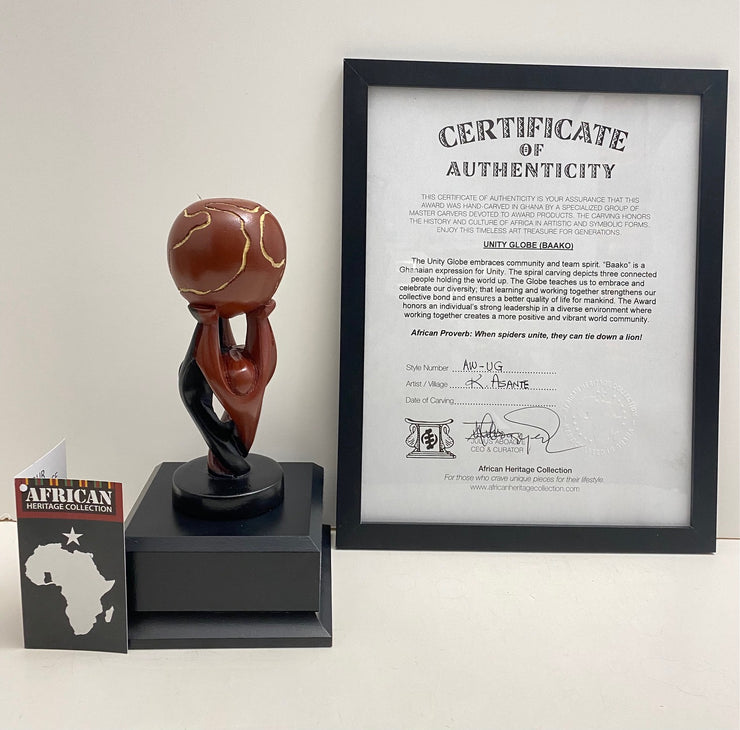 CERTIFICATE
OF
AUTHENTICITY
THIS CERTIFICATE OF AUTHENTICITY IS YOUR ASSURANCE THAT THIS
AWARD WAS HAND-CARVED IN GHANA BY A SPECIALIZED GROUP OF
MASTER CARVERS DEVOTED TO AWARD PRODUCTS. THE CARVING HONORS
THE HISTORY AND CULTURE OF AFRICA IN ARTISTIC AND SYMBOLIC FORMS.
ENJOY THIS TIMELESS ART TREASURE FOR GENERATIONS.
UNITY GLOBE (BAAKO)
The Unity Globe embraces community and team spirit. "Baako" is a
Ghanaian expression for Unity. The spiral carving depicts three connected
people holding the world up. The Globe teaches us to embrace and
celebrate our diversity; that learning and working together strengthens our
collective bond and ensures a better quality of life for mankind. The Award
honors an individual's strong leadership in a diverse environment where
working together creates a more positive and vibrant world community.
African Proverb: When spiders unite, they can tie down a lion!
Style Number AW-UG
Artist / Village K. ASANTE
Date of Carving
JULIUS ABOAGYE
CEO & CURATOR
African Heritage Collection
For those who crave unique pieces for their lifestyle.
www.africanheritagecollection.com
AFRICAN
HERITAGE COLLECTION